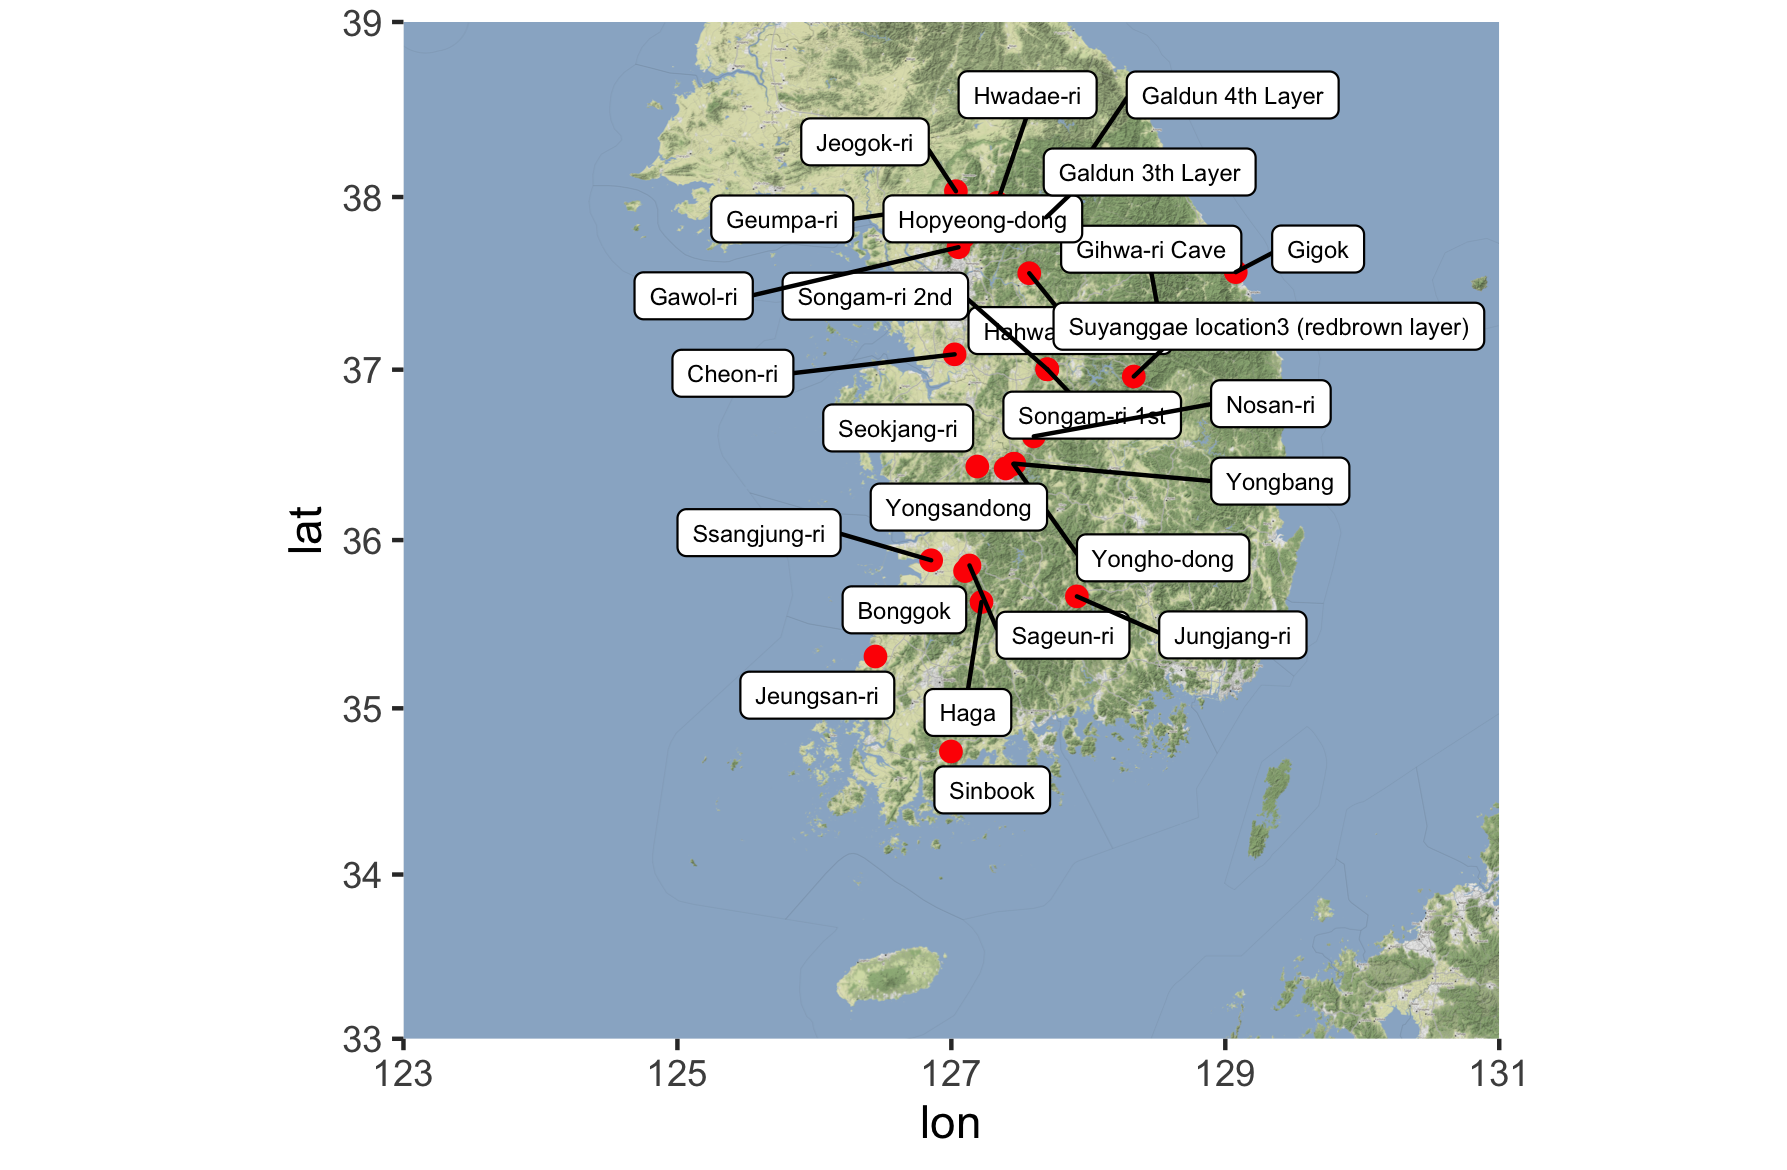 39
Hwadae-ri
Galdun 4th Layer
Jeogok-ri
Galdun 3th Layer
38
Geumpa-ri
Hopyeong-dong
Gihwa-ri Cave
Gigok
Gawol-ri
Songam-ri 2nd
Suyanggae location3 (redbrown layer)
37
Cheon-ri
Nosan-ri
Songam-ri 1st
Seokjang-ri
Yongbang
Yongsandong
lat
36
Ssangjung-ri
Yongho-dong
Bonggok
Sageun-ri
Jungjang-ri
35
Jeungsan-ri
Haga
Sinbook
34
33
123
125
127
129
131
lon